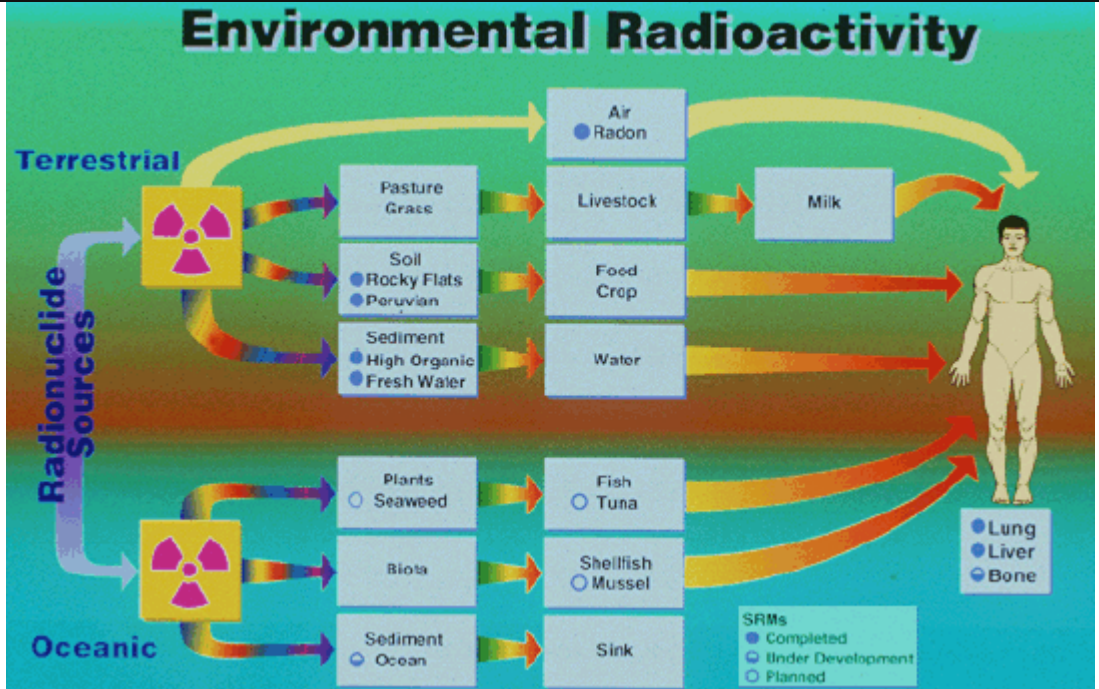 Environmental Radioactivity
Terrestrial
Radionuclide
Sources
Oceanic
Air
Radon
Pasture
Grass
Livestock
Milk
Soil
Rocky Flats
Peruvian
Food
Crop
Sediment
High Organic
Fresh Water
Water
Plants
Seaweed
Fish
Tuna
Biota
Shellfish
Mussel
Sediment
Ocean
Sink
Lung
Liver
Bone
SRMs
Completed
Under Development
Planned